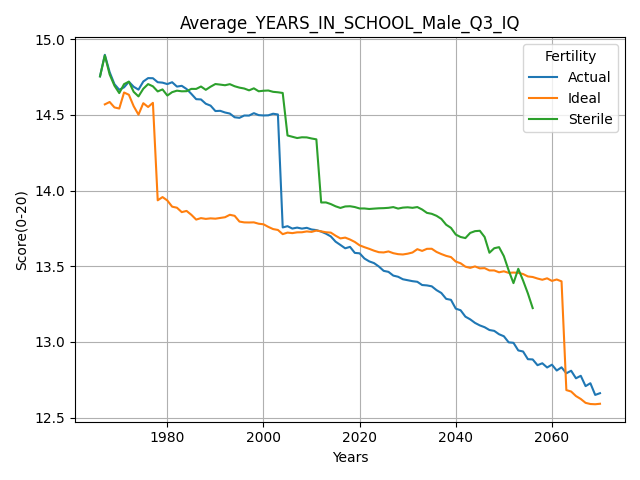 Average_YEARS_IN_SCHOOL_Male_Q3_IQ
Fertility
Actual
Ideal
Sterile
Score(0-20)
15.0
14.5
14.0
13.5
13.0
12.5
1980
2000
2020
2040
2060
Years